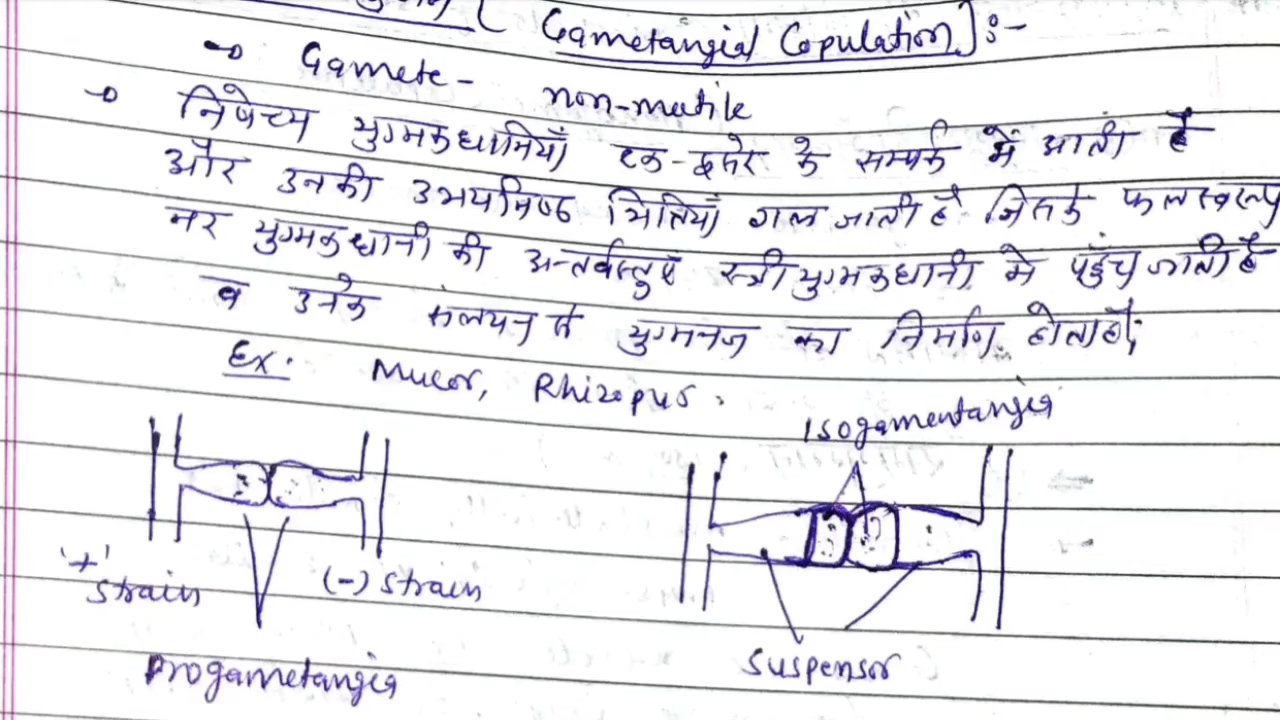 [ Gametangial Copulation ] :-
→ Gamete - non-motile
→ निषेच्य युग्मकधानियाँ एक-दूसरे के सम्पर्क में आती है
और उनकी उभयनिष्ठ भित्तियाँ गल जाती है जिसके फलस्वरूप
नर युग्मकधानी की अन्तर्वस्तुएं स्त्रीयुग्मकधानी में पहुँच जाती है
व उनके संलयन से युग्मनज का निर्माण होता है;
Ex. Mucor, Rhizopus.
Isogamentangia
'+' strain
(-) strain
Progametangia
Suspensor